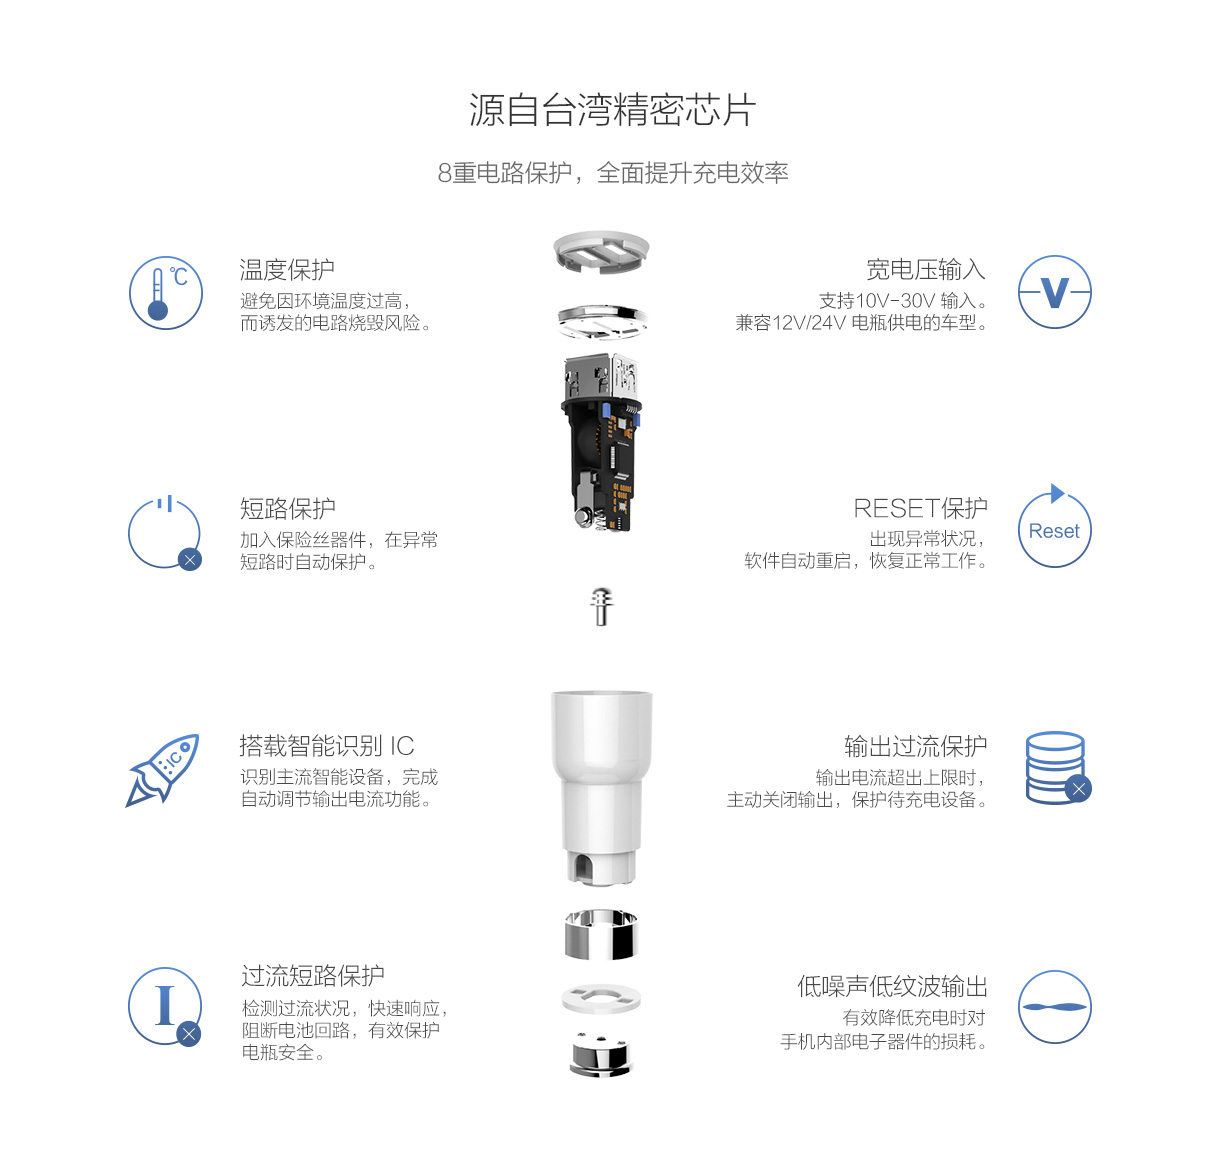 源自台湾精密芯片
8重电路保护，全面提升充电效率
℃
温度保护
避免因环境温度过高，
而诱发的电路烧毁风险。
宽电压输入
支持10V-30V 输入。
兼容12V/24V 电瓶供电的车型。
V
短路保护
加入保险丝器件，在异常
短路时自动保护。
RESET保护
出现异常状况，
软件自动重启，恢复正常工作。
Reset
IC
搭载智能识别 IC
识别主流智能设备，完成
自动调节输出电流功能。
输出过流保护
输出电流超出上限时，
主动关闭输出，保护待充电设备。
I
过流短路保护
检测过流状况，快速响应，
阻断电池回路，有效保护
电瓶安全。
低噪声低纹波输出
有效降低充电时对
手机内部电子器件的损耗。